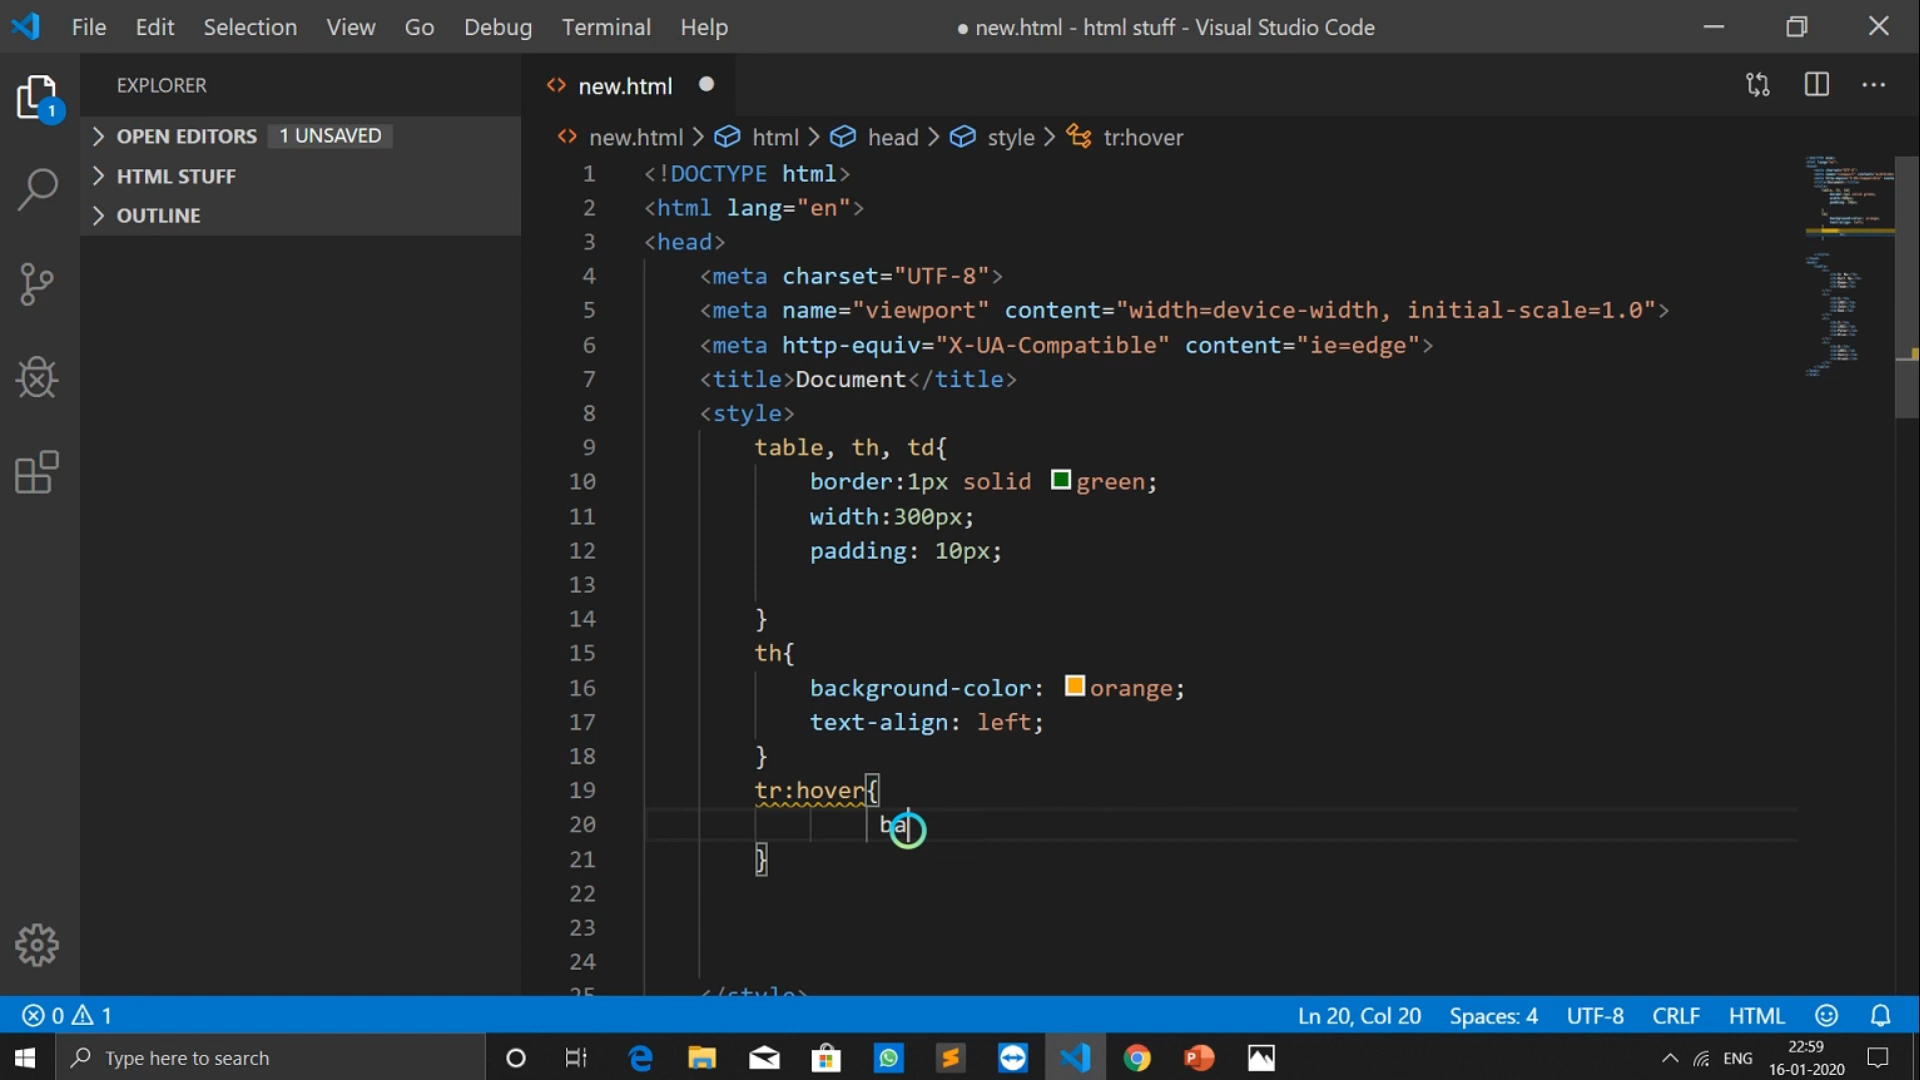 File Edit Selection View Go Debug Terminal Help
● new.html - html stuff - Visual Studio Code
EXPLORER
OPEN EDITORS 1 UNSAVED
HTML STUFF
OUTLINE
1
<> new.html ●
<> new.html > html > head > style > tr:hover
1 <!DOCTYPE html>
2 <html lang="en">
3 <head>
4 <meta charset="UTF-8">
5 <meta name="viewport" content="width=device-width, initial-scale=1.0">
6 <meta http-equiv="X-UA-Compatible" content="ie=edge">
7 <title>Document</title>
8 <style>
9 table, th, td{
10 border:1px solid green;
11 width:300px;
12 padding: 10px;
13
14 }
15 th{
16 background-color: orange;
17 text-align: left;
18 }
19 tr:hover{
20 ba
21 }
22
23
24
25 </style>
0 1
Ln 20, Col 20 Spaces: 4 UTF-8 CRLF HTML
Type here to search
ENG
22:59
16-01-2020